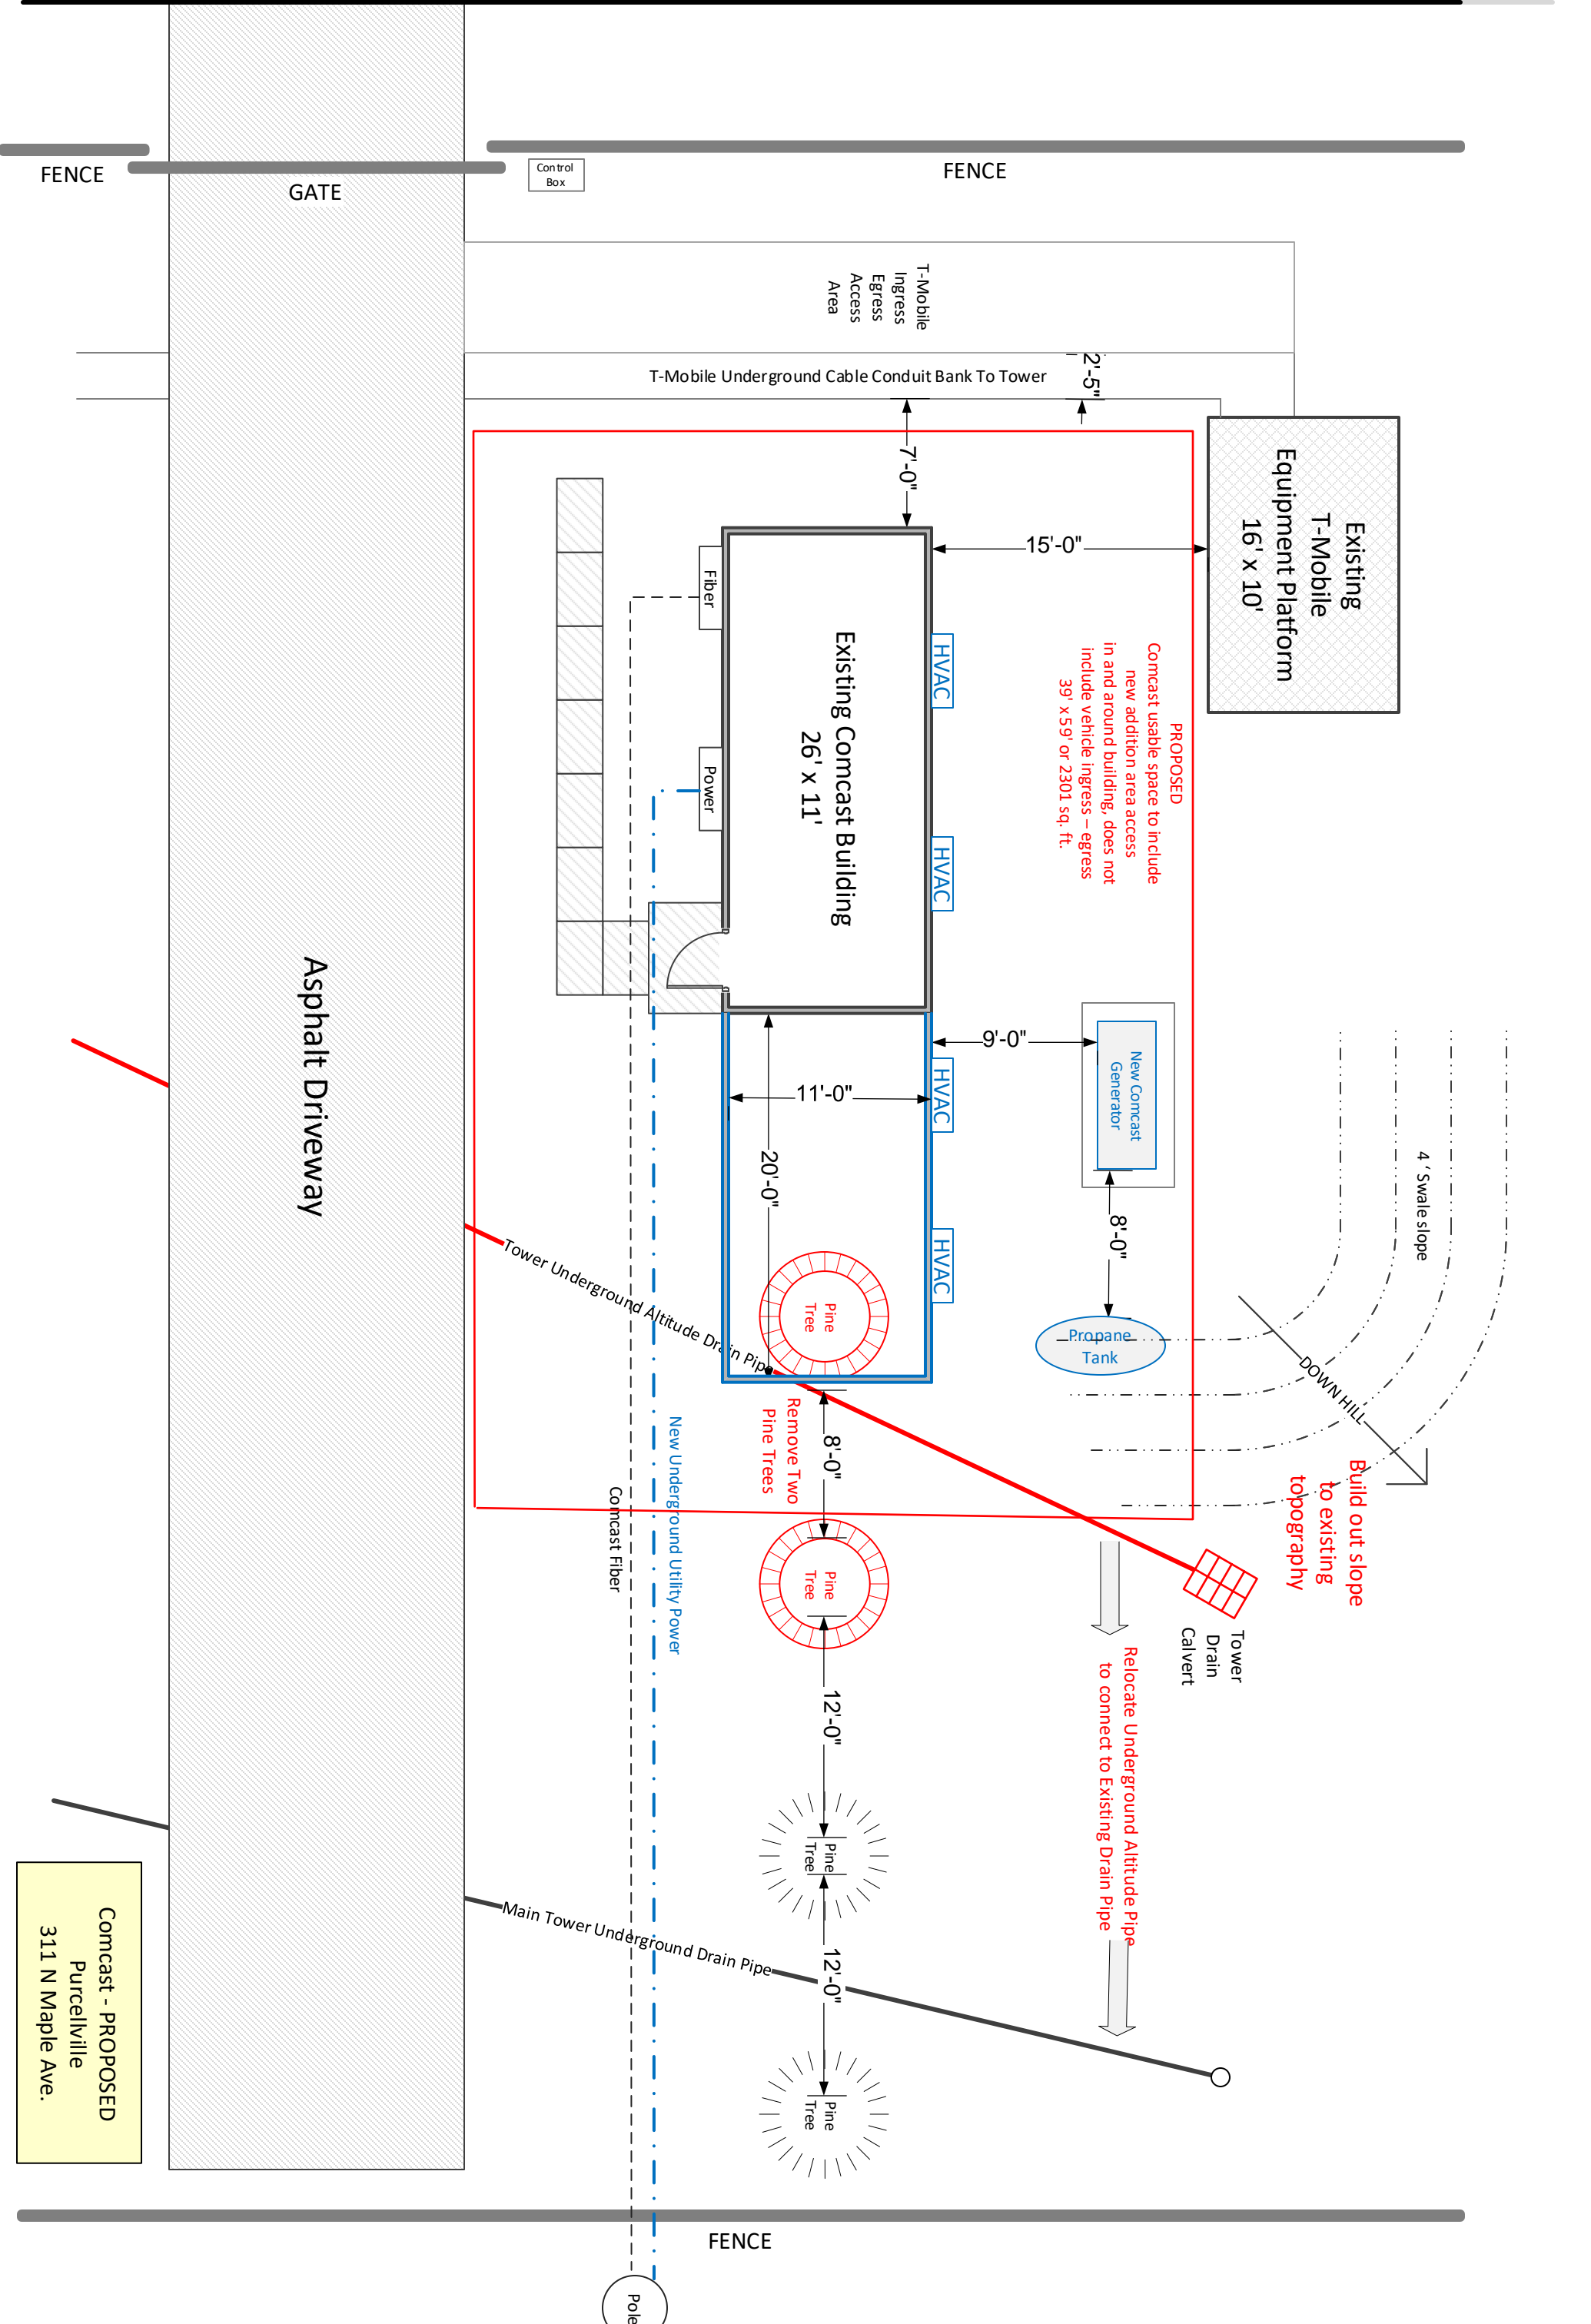 FENCE
GATE
Control
Box
FENCE
T-Mobile
Ingress
Egress
Access
Area
T-Mobile Underground Cable Conduit Bank To Tower
2'-5"
7'-0"
15'-0"
Existing
T-Mobile
Equipment Platform
16' x 10'
Fiber
Power
Existing Comcast Building
26' x 11'
HVAC
HVAC
HVAC
HVAC
PROPOSED
Comcast usable space to include
new addition area access
in and around building, does not
include vehicle ingress – egress
39' x 59' or 2301 sq. ft.
Asphalt Driveway
9'-0"
11'-0"
20'-0"
New Comcast
Generator
8'-0"
Propane
Tank
4 ' Swale slope
DOWN HILL
Build out slope
to existing
topography
Tower Underground Altitude Drain Pipe
Pine
Tree
Remove Two
Pine Trees
8'-0"
New Underground Utility Power
Comcast Fiber
Pine
Tree
Tower
Drain
Calvert
12'-0"
Relocate Underground Altitude Pipe
to connect to Existing Drain Pipe
Pine
Tree
Main Tower Underground Drain Pipe
12'-0"
Pine
Tree
Comcast - PROPOSED
Purcellville
311 N Maple Ave.
FENCE
Pole